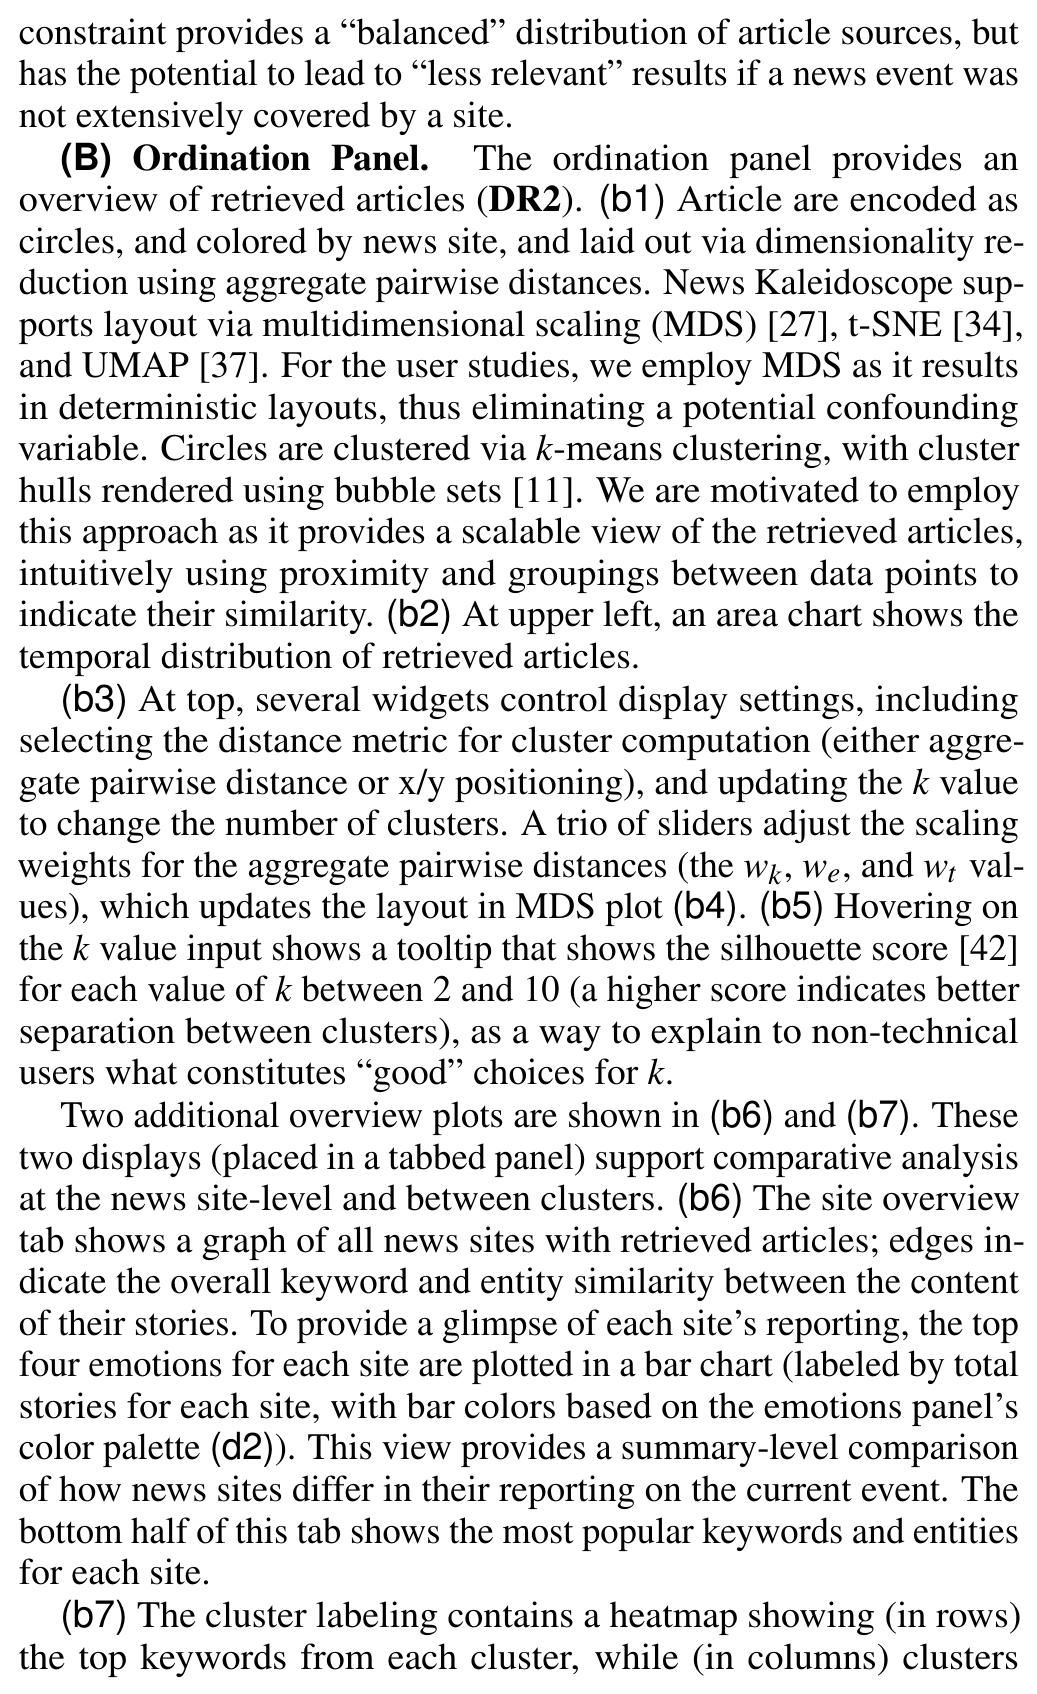 constraint provides a “balanced” distribution of article sources, but
has the potential to lead to “less relevant” results if a news event was
not extensively covered by a site.
(B) Ordination Panel. The ordination panel provides an
overview of retrieved articles (DR2). (b1) Article are encoded as
circles, and colored by news site, and laid out via dimensionality re-
duction using aggregate pairwise distances. News Kaleidoscope sup-
ports layout via multidimensional scaling (MDS) [27], t-SNE [34],
and UMAP [37]. For the user studies, we employ MDS as it results
in deterministic layouts, thus eliminating a potential confounding
variable. Circles are clustered via k-means clustering, with cluster
hulls rendered using bubble sets [11]. We are motivated to employ
this approach as it provides a scalable view of the retrieved articles,
intuitively using proximity and groupings between data points to
indicate their similarity. (b2) At upper left, an area chart shows the
temporal distribution of retrieved articles.
(b3) At top, several widgets control display settings, including
selecting the distance metric for cluster computation (either aggre-
gate pairwise distance or x/y positioning), and updating the k value
to change the number of clusters. A trio of sliders adjust the scaling
weights for the aggregate pairwise distances (the wk, we, and wt val-
ues), which updates the layout in MDS plot (b4). (b5) Hovering on
the k value input shows a tooltip that shows the silhouette score [42]
for each value of k between 2 and 10 (a higher score indicates better
separation between clusters), as a way to explain to non-technical
users what constitutes “good” choices for k.
Two additional overview plots are shown in (b6) and (b7). These
two displays (placed in a tabbed panel) support comparative analysis
at the news site-level and between clusters. (b6) The site overview
tab shows a graph of all news sites with retrieved articles; edges in-
dicate the overall keyword and entity similarity between the content
of their stories. To provide a glimpse of each site’s reporting, the top
four emotions for each site are plotted in a bar chart (labeled by total
stories for each site, with bar colors based on the emotions panel’s
color palette (d2)). This view provides a summary-level comparison
of how news sites differ in their reporting on the current event. The
bottom half of this tab shows the most popular keywords and entities
for each site.
(b7) The cluster labeling contains a heatmap showing (in rows)
the top keywords from each cluster, while (in columns) clusters